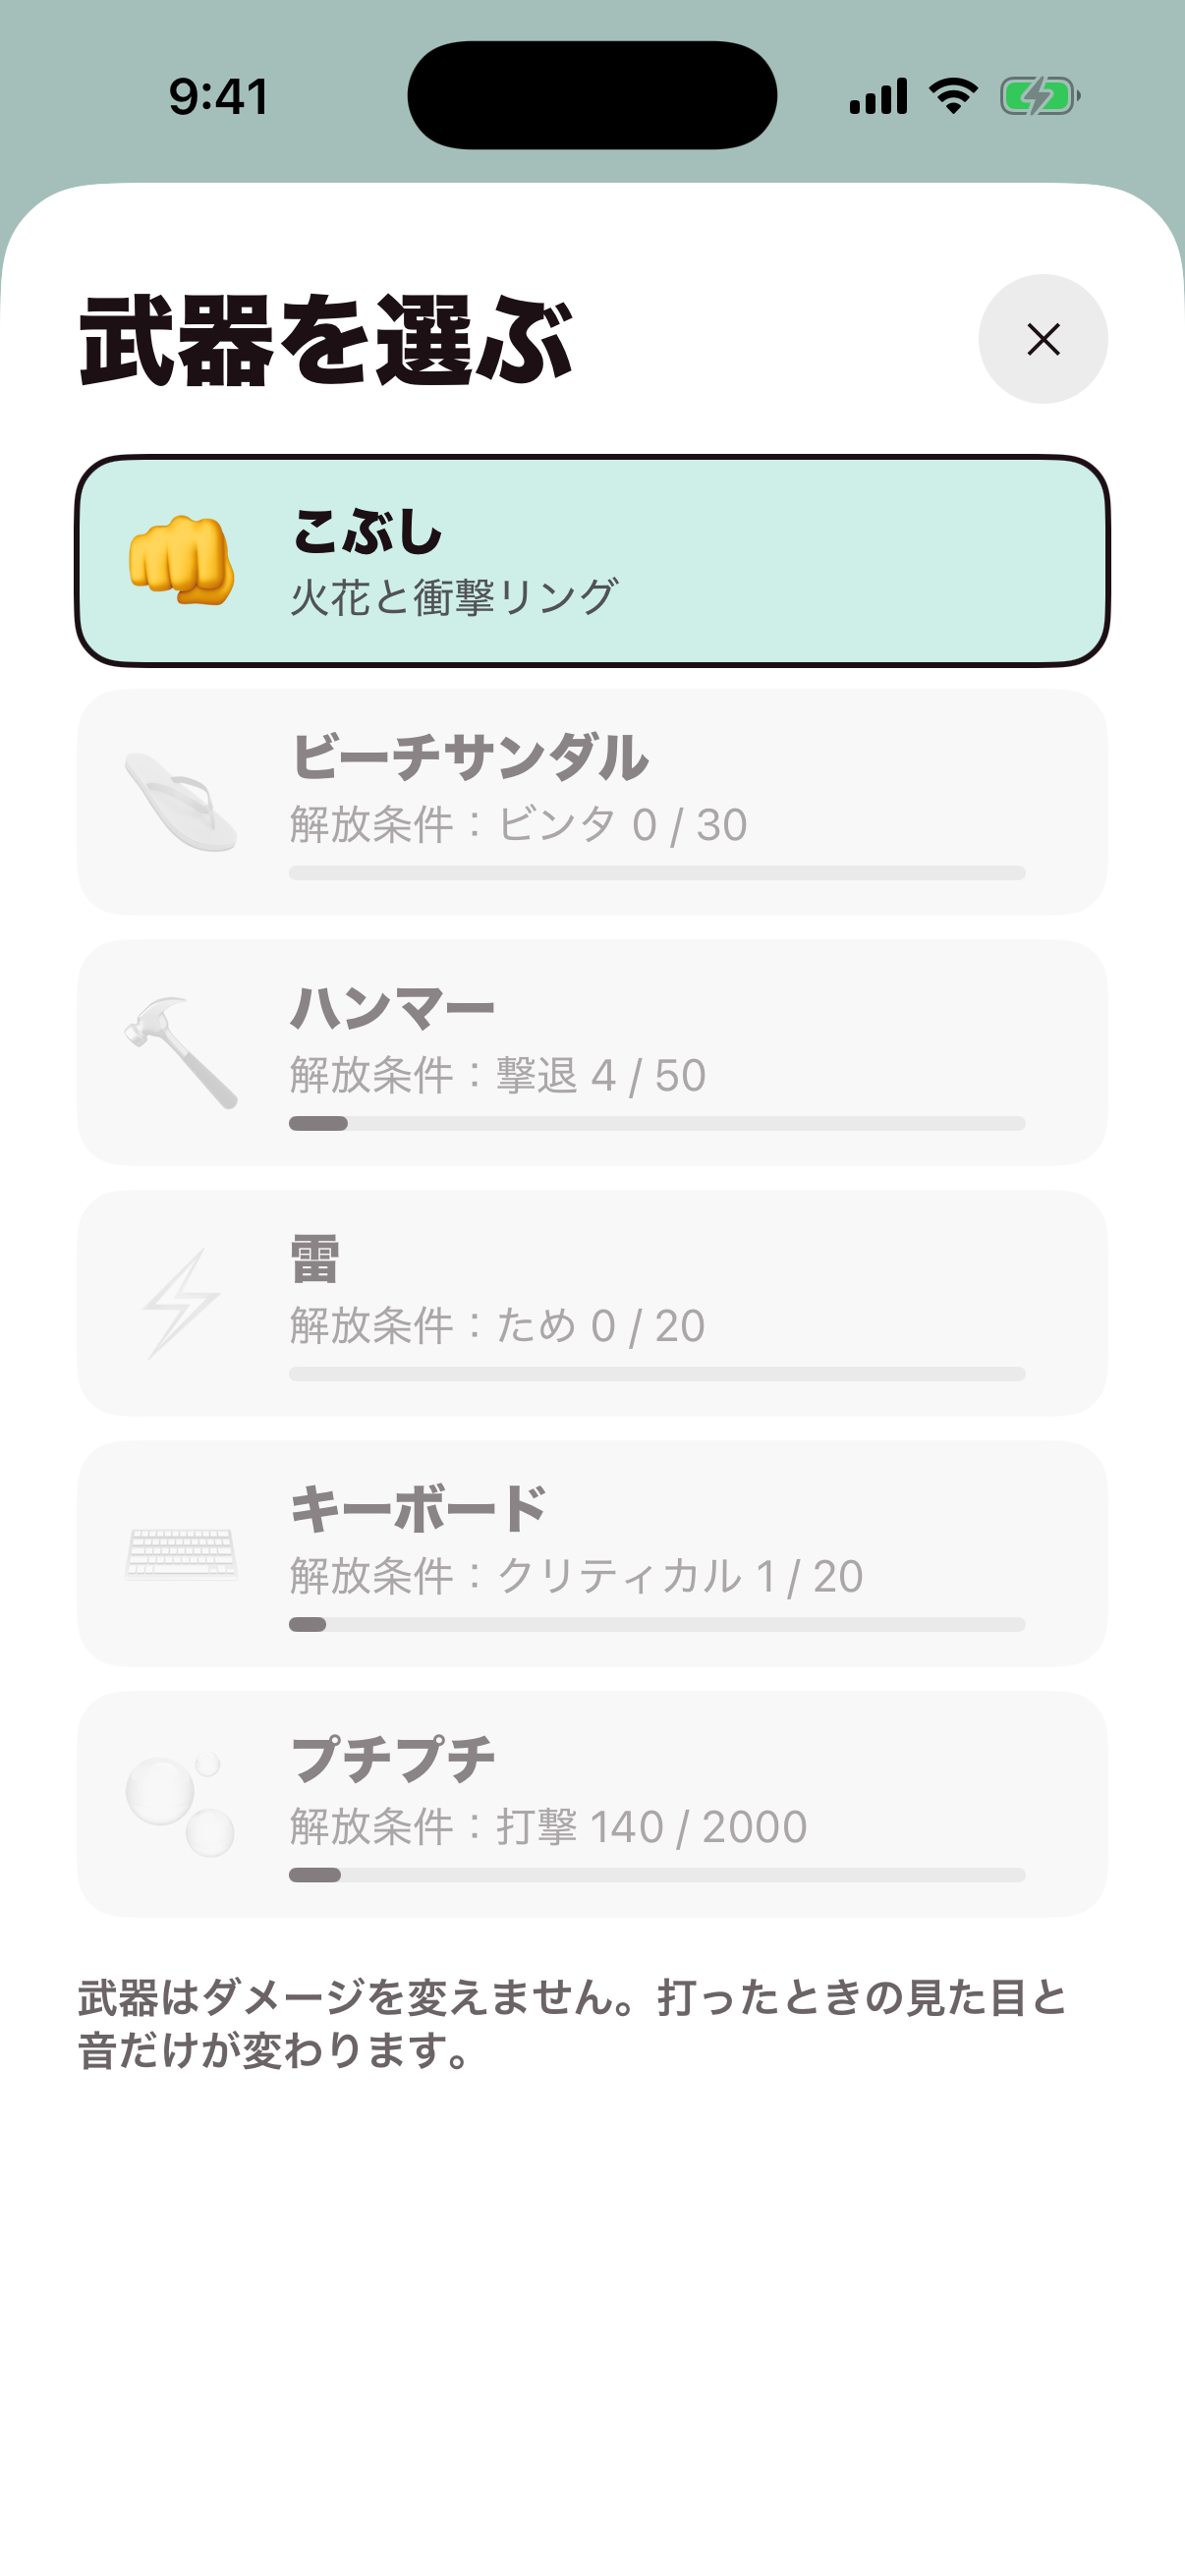 9:41
武器を選ぶ
こぶし
火花と衝撃リング
ビーチサンダル
解放条件：ビンタ 0 / 30
ハンマー
解放条件：撃退 4 / 50
雷
解放条件：ため 0 / 20
キーボード
解放条件：クリティカル 1 / 20
プチプチ
解放条件：打撃 140 / 2000
武器はダメージを変えません。打ったときの見た目と
音だけが変わります。